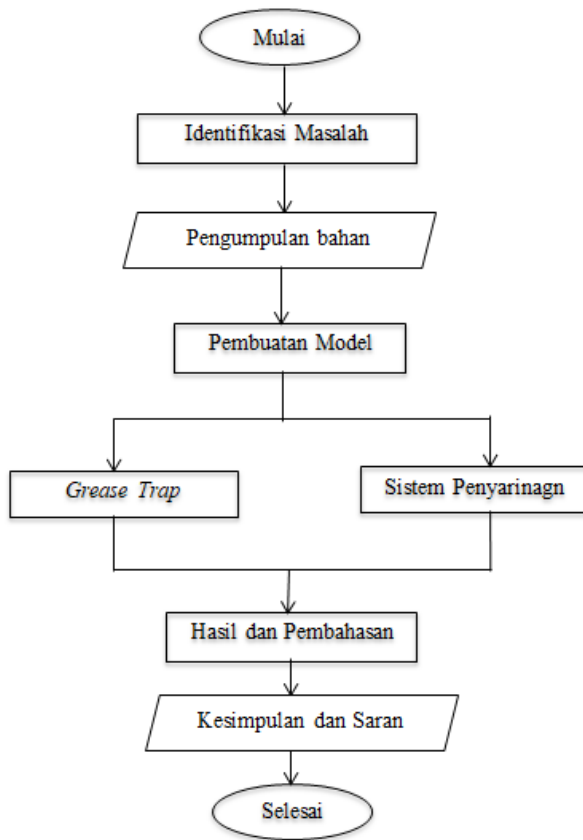 Mulai
Identifikasi Masalah
Pengumpulan bahan
Pembuatan Model
Grease Trap
Sistem Penyarinagn
Hasil dan Pembahasan
Kesimpulan dan Saran
Selesai